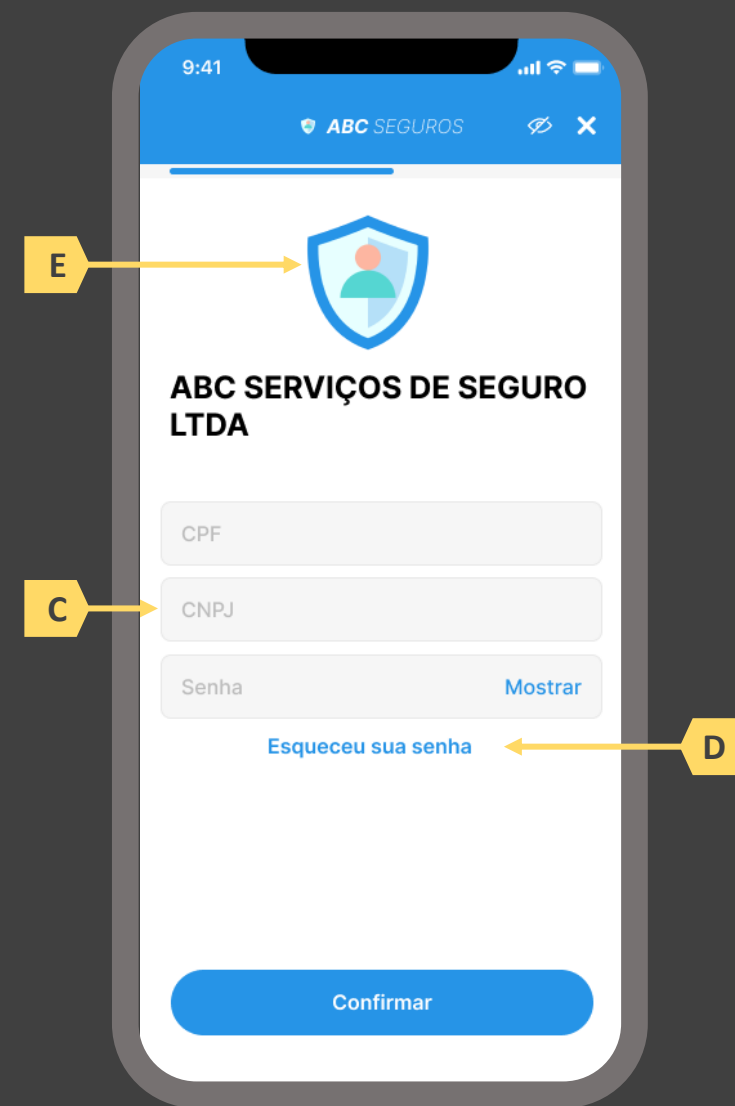 9:41
ABC SEGUROS
E
ABC SERVIÇOS DE SEGURO
LTDA
CPF
C
CNPJ
Senha
Mostrar
Esqueceu sua senha
D
Confirmar